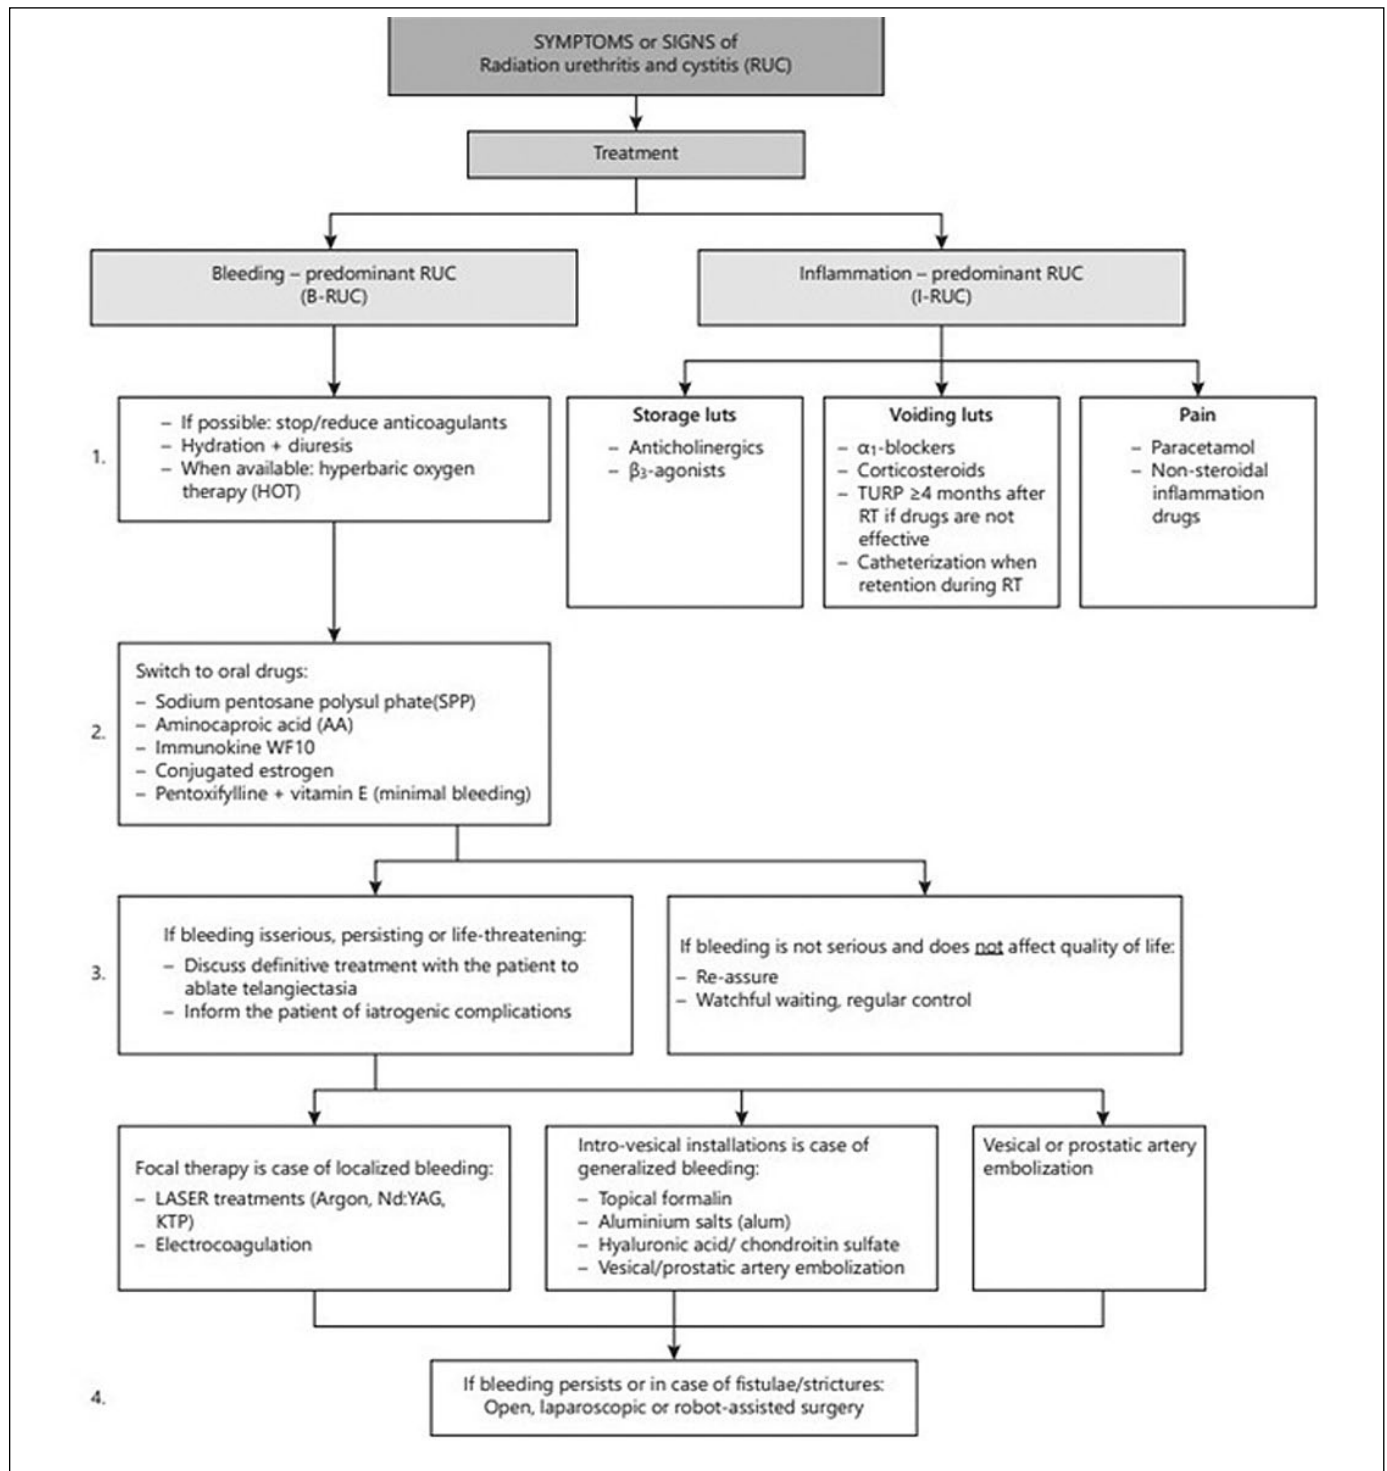 SYMPTOMS or SIGNS of
Radiation urethritis and cystitis (RUC)
Treatment
Bleeding – predominant RUC
(B-RUC)
Inflammation – predominant RUC
(I-RUC)
1.
– If possible: stop/reduce anticoagulants
– Hydration + diuresis
– When available: hyperbaric oxygen
therapy (HOT)
Storage luts
– Anticholinergics
– β3-agonists
Voiding luts
– α1-blockers
– Corticosteroids
– TURP ≥4 months after
RT if drugs are not
effective
– Catheterization when
retention during RT
Pain
– Paracetamol
– Non-steroidal
inflammation
drugs
2.
Switch to oral drugs:
– Sodium pentosane polysul phate(SPP)
– Aminocaproic acid (AA)
– Immunokine WF10
– Conjugated estrogen
– Pentoxifylline + vitamin E (minimal bleeding)
3.
If bleeding isserious, persisting or life-threatening:
– Discuss definitive treatment with the patient to
ablate telangiectasia
– Inform the patient of iatrogenic complications
If bleeding is not serious and does not affect quality of life:
– Re-assure
– Watchful waiting, regular control
Focal therapy is case of localized bleeding:
– LASER treatments (Argon, Nd:YAG,
KTP)
– Electrocoagulation
Intro-vesical installations is case of
generalized bleeding:
– Topical formalin
– Aluminium salts (alum)
– Hyaluronic acid/ chondroitin sulfate
– Vesical/prostatic artery embolization
Vesical or prostatic artery
embolization
4.
If bleeding persists or in case of fistulae/strictures:
Open, laparoscopic or robot-assisted surgery